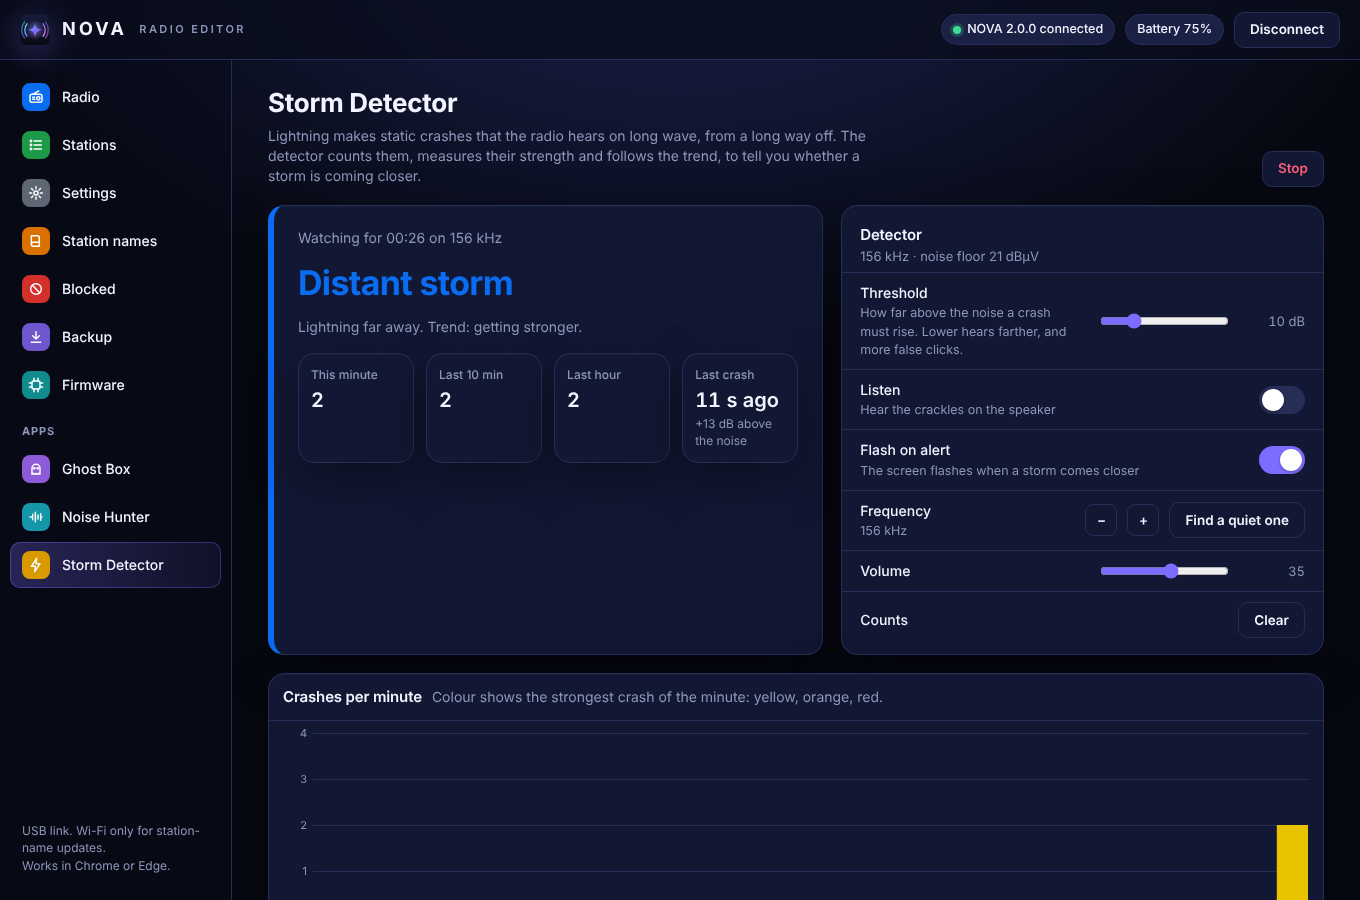 NOVA RADIO EDITOR
NOVA 2.0.0 connected
Battery 75%
Disconnect
Radio
Stations
Settings
Station names
Blocked
Backup
Firmware
APPS
Ghost Box
Noise Hunter
Storm Detector
USB link. Wi-Fi only for station-
name updates.
Works in Chrome or Edge.
Storm Detector
Lightning makes static crashes that the radio hears on long wave, from a long way off. The
detector counts them, measures their strength and follows the trend, to tell you whether a
storm is coming closer.
Stop
Watching for 00:26 on 156 kHz
Distant storm
Lightning far away. Trend: getting stronger.
This minute
2
Last 10 min
2
Last hour
2
Last crash
11 s ago
+13 dB above
the noise
Detector
156 kHz · noise floor 21 dBµV
Threshold
How far above the noise a crash
must rise. Lower hears farther, and
more false clicks.
10 dB
Listen
Hear the crackles on the speaker
Flash on alert
The screen flashes when a storm comes closer
Frequency
156 kHz
−
+
Find a quiet one
Volume
35
Counts
Clear
Crashes per minute Colour shows the strongest crash of the minute: yellow, orange, red.
4
3
2
1